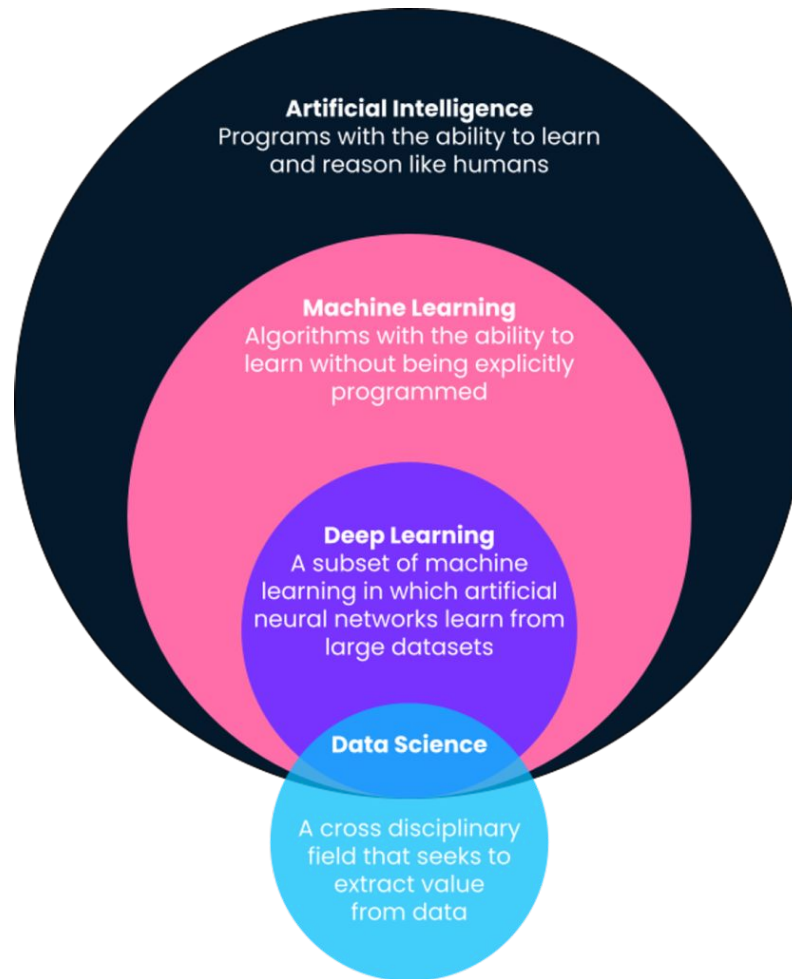 Artificial Intelligence
Programs with the ability to learn
and reason like humans
Machine Learning
Algorithms with the ability to
learn without being explicitly
programmed
Deep Learning
A subset of machine
learning in which artificial
neural networks learn from
large datasets
Data Science
A cross disciplinary
field that seeks to
extract value
from data